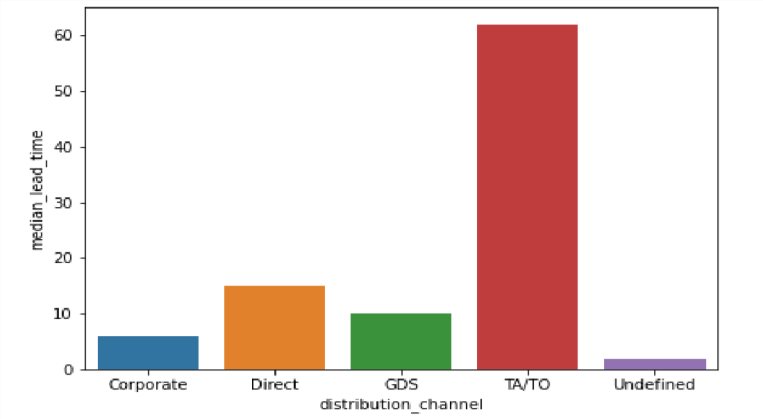 60
50
40
30
20
10
0
median_lead_time
Corporate Direct GDS TA/TO Undefined
distribution_channel